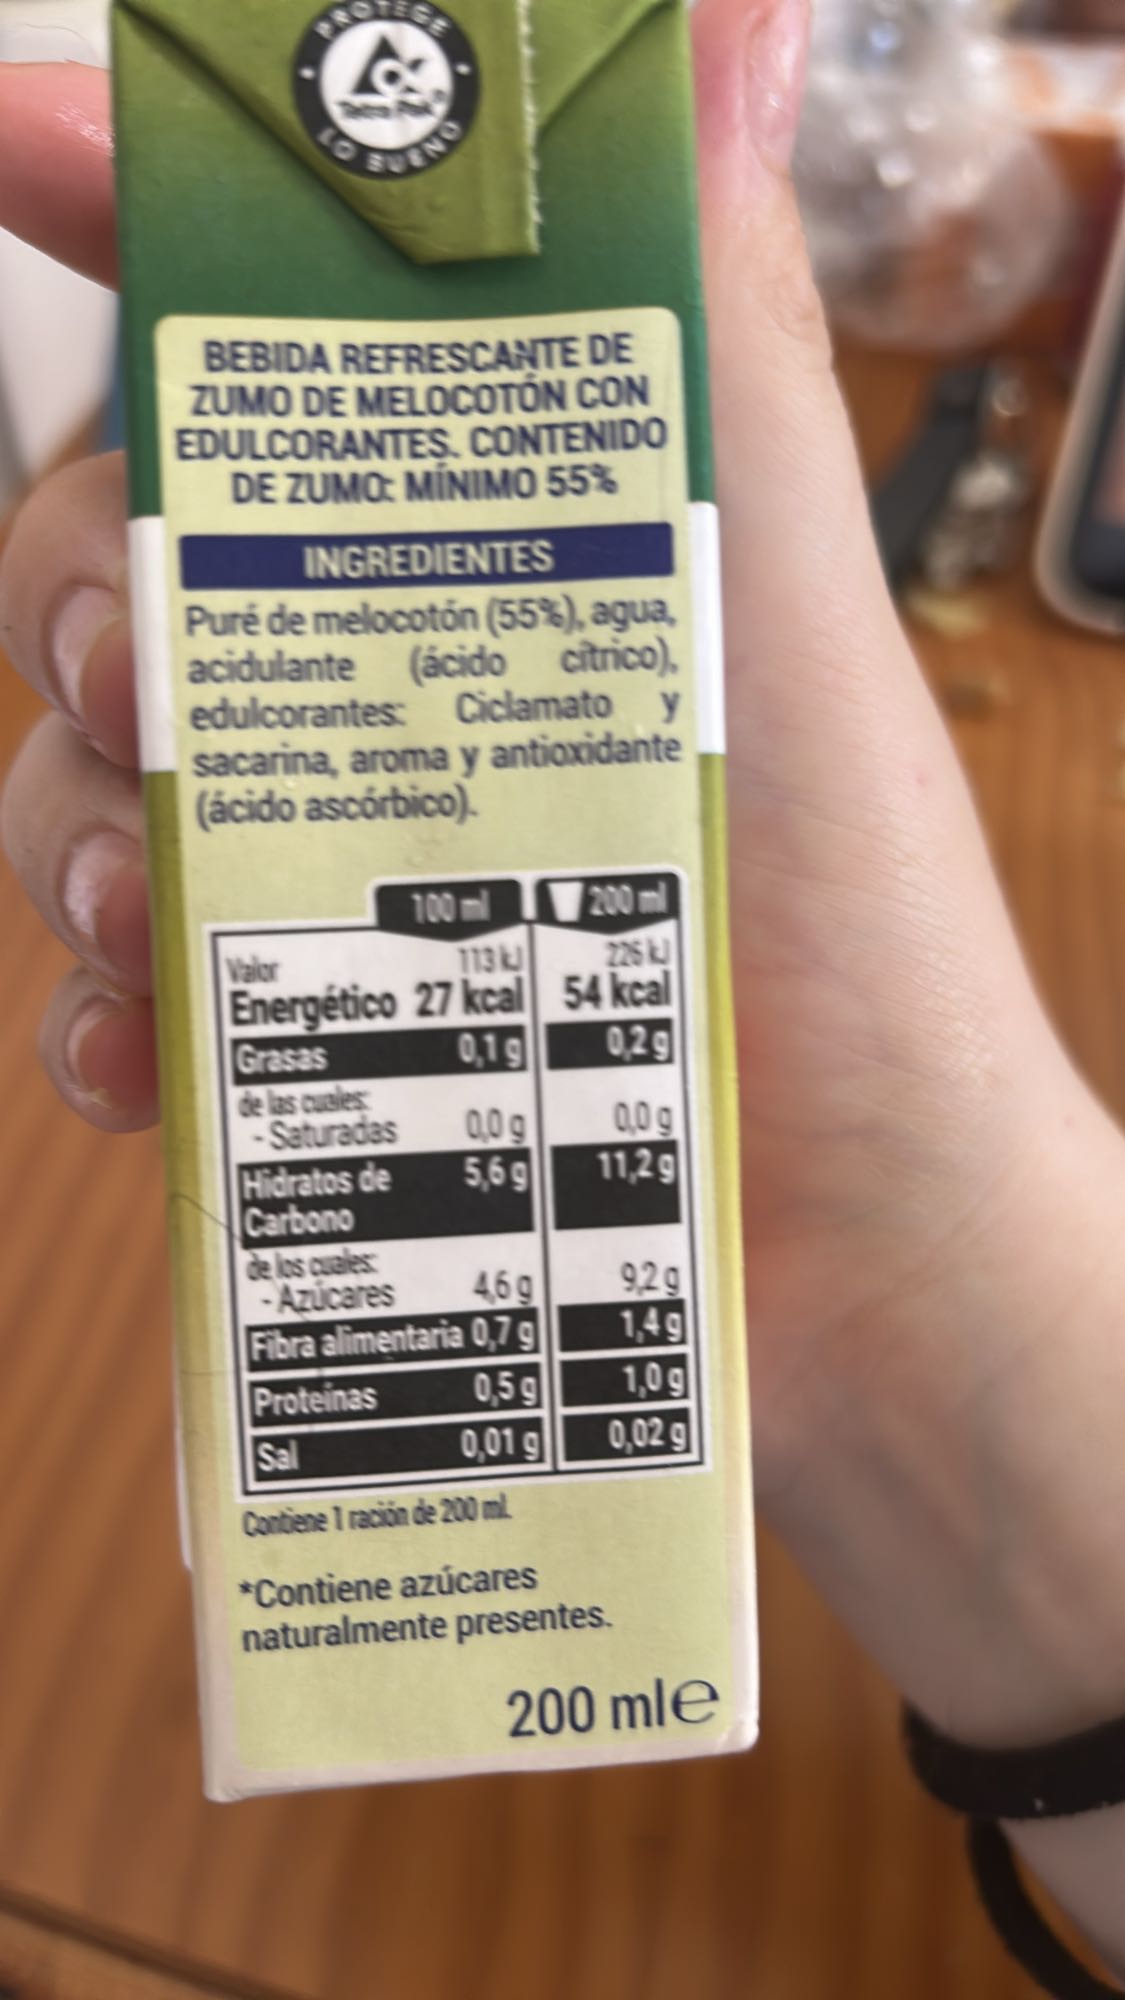 PROTEGE
Tetra Pak®
LO BUENO
BEBIDA REFRESCANTE DE
ZUMO DE MELOCOTÓN CON
EDULCORANTES. CONTENIDO
DE ZUMO: MÍNIMO 55%
INGREDIENTES
Puré de melocotón (55%), agua,
acidulante (ácido cítrico),
edulcorantes: Ciclamato y
sacarina, aroma y antioxidante
(ácido ascórbico).
100 ml 200 ml
Valor 113 kJ 226 kJ
Energético 27 kcal 54 kcal
Grasas 0,1 g 0,2 g
de las cuales:
- Saturadas 0,0 g 0,0 g
Hidratos de 5,6 g 11,2 g
Carbono
de los cuales:
- Azúcares 4,6 g 9,2 g
Fibra alimentaria 0,7 g 1,4 g
Proteínas 0,5 g 1,0 g
Sal 0,01 g 0,02 g
Contiene 1 ración de 200 ml.
*Contiene azúcares
naturalmente presentes.
200 ml℮